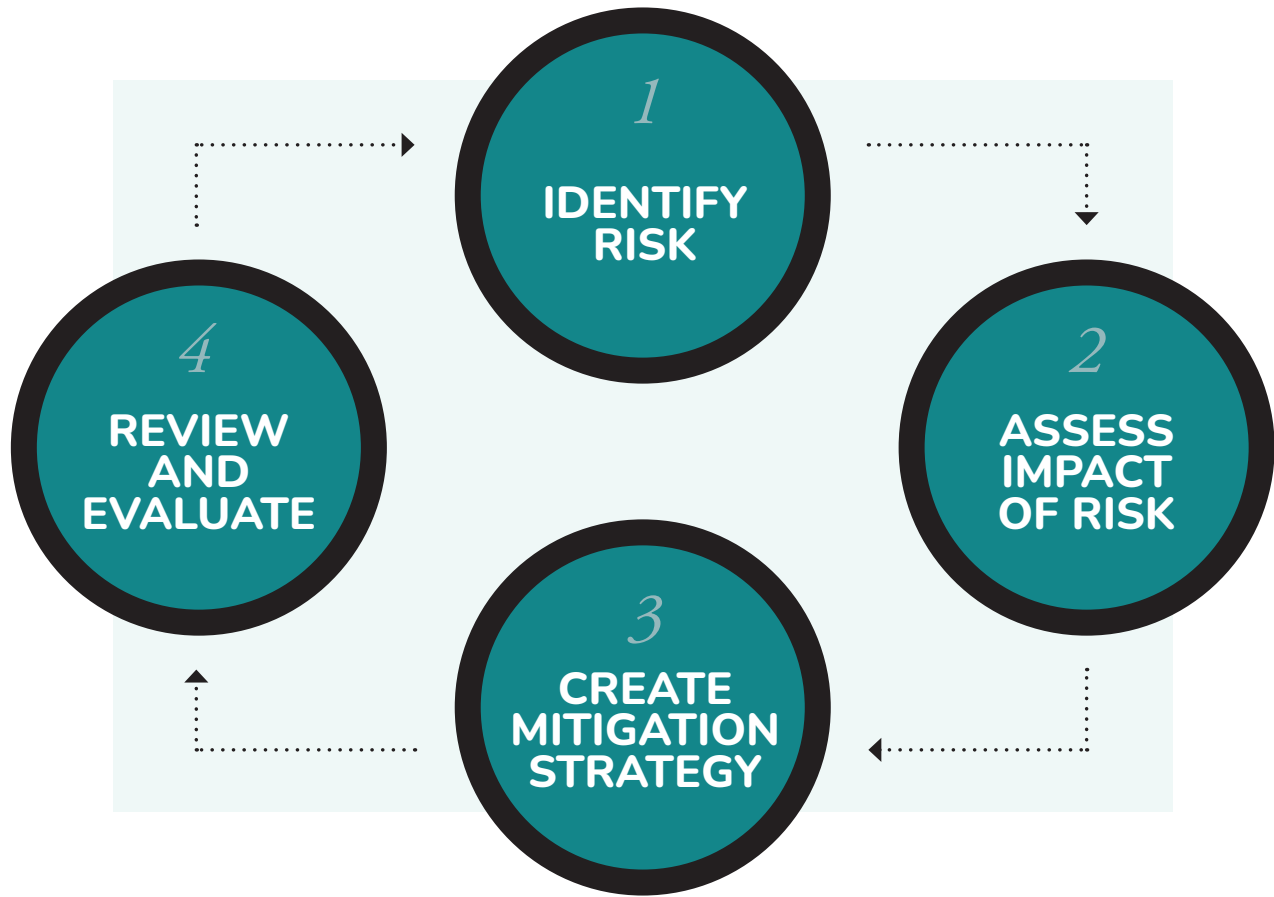 1
IDENTIFY
RISK
2
ASSESS
IMPACT
OF RISK
3
CREATE
MITIGATION
STRATEGY
4
REVIEW
AND
EVALUATE